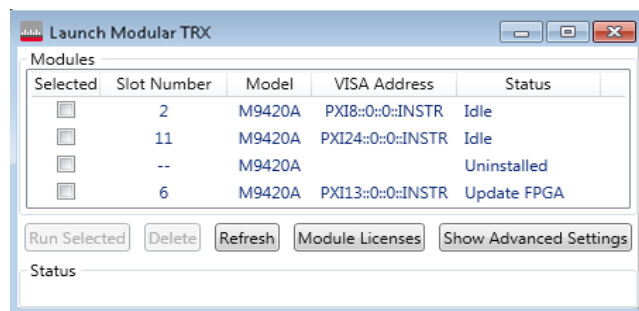 Launch Modular TRX
Modules
Selected Slot Number Model VISA Address Status
2 M9420A PXI8::0::0::INSTR Idle
11 M9420A PXI24::0::0::INSTR Idle
-- M9420A Uninstalled
6 M9420A PXI13::0::0::INSTR Update FPGA
Run Selected Delete Refresh Module Licenses Show Advanced Settings
Status